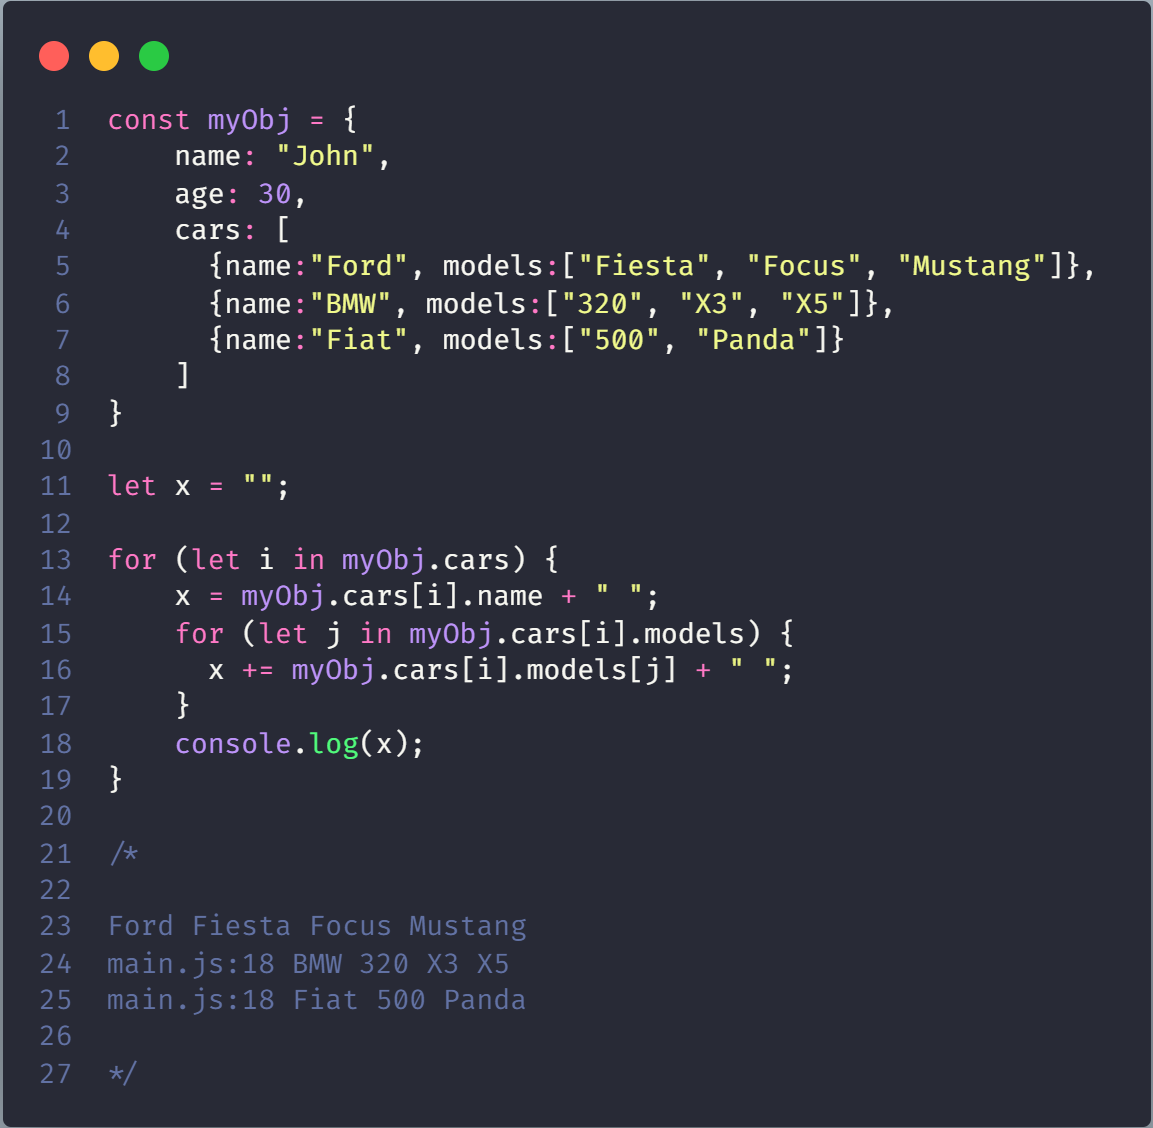 1 const myObj = {
2     name: "John",
3     age: 30,
4     cars: [
5       {name:"Ford", models:["Fiesta", "Focus", "Mustang"]},
6       {name:"BMW", models:["320", "X3", "X5"]},
7       {name:"Fiat", models:["500", "Panda"]}
8     ]
9 }
10
11 let x = "";
12
13 for (let i in myObj.cars) {
14     x = myObj.cars[i].name + " ";
15     for (let j in myObj.cars[i].models) {
16       x += myObj.cars[i].models[j] + " ";
17     }
18     console.log(x);
19 }
20
21 /*
22
23 Ford Fiesta Focus Mustang
24 main.js:18 BMW 320 X3 X5
25 main.js:18 Fiat 500 Panda
26
27 */